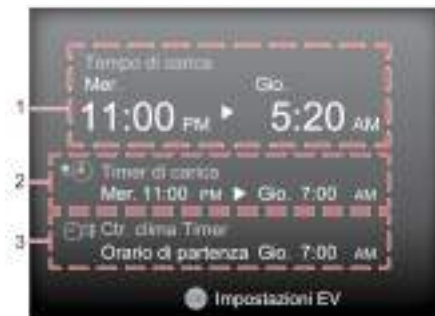 Tempo di carica
Mer. Gio.
1 11:00 PM ▶ 5:20 AM
2 Timer di carica
Mer. 11:00 PM ▶ Gio. 7:00 AM
3 Ctr. clima Timer
Orario di partenza Gio. 7:00 AM
Impostazioni EV